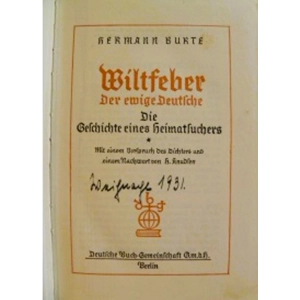 HERMANN BURTE
Wiltfeber
Der ewige Deutsche
Die
Geschichte eines Heimatsuchers
*
Mit einem Vorspruch des Dichters und
einem Nachwort von H. Knudsen
1931.
Deutsche Buch-Gemeinschaft G.m.b.H.
Berlin